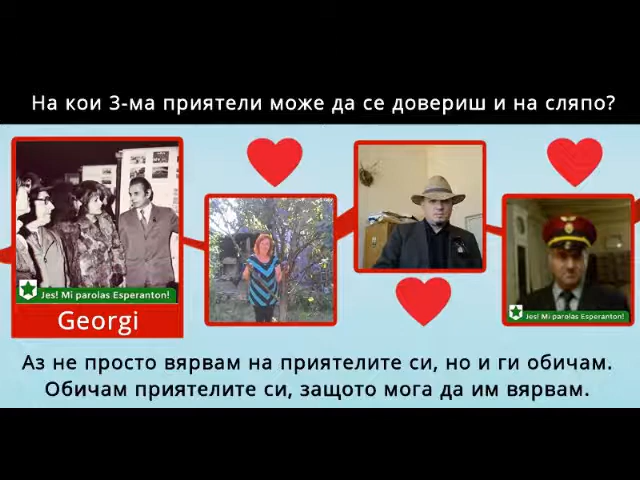 На кои 3-ма приятели може да се довериш и на сляпо?
Jes! Mi parolas Esperanton!
Georgi
Jes! Mi parolas Esperanton!
Аз не просто вярвам на приятелите си, но и ги обичам.
Обичам приятелите си, защото мога да им вярвам.